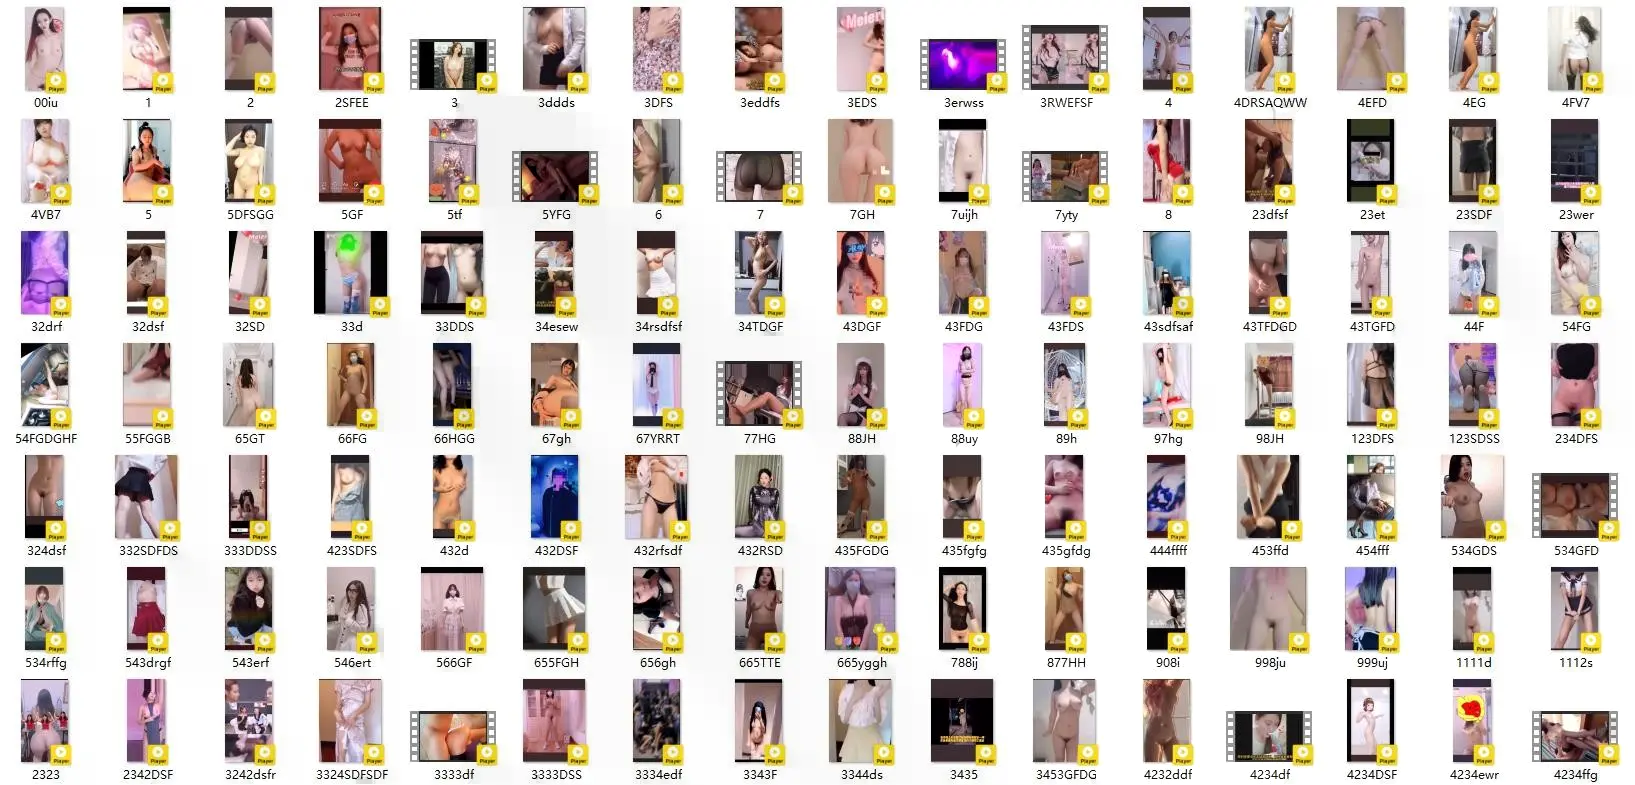 00iu 1 2 2SFEE 3 3ddds 3DFS 3eddfs 3EDS 3erwss 3RWEFSF 4 4DRSAQWW 4EFD 4EG 4FV7
4VB7 5 5DFSGG 5GF 5tf 5YFG 6 7 7GH 7uijh 7yty 8 23dfsf 23et 23SDF 23wer
32drf 32dsf 32SD 33d 33DDS 34esew 34rsdfsf 34TDGF 43DGF 43FDG 43FDS 43sdfsaf 43TFDGD 43TGFD 44F 54FG
54FGDGHF 55FGGB 65GT 66FG 66HGG 67gh 67YRRT 77HG 88JH 88uy 89h 97hg 98JH 123DFS 123SDSS 234DFS
324dsf 332SDFDS 333DDSS 423SDFS 432d 432DSF 432rfsdf 432RSD 435FGDG 435fgfg 435gfdg 444ffff 453ffd 454fff 534GDS 534GFD
534rffg 543drgf 543erf 546ert 566GF 655FGH 656gh 665TTE 665yggh 788ij 877HH 908i 998ju 999uj 1111d 1112s
2323 2342DSF 3242dsfr 3324SDFSDF 3333df 3333DSS 3334edf 3343F 3344ds 3435 3453GFDG 4232ddf 4234df 4234DSF 4234ewr 4234ffg